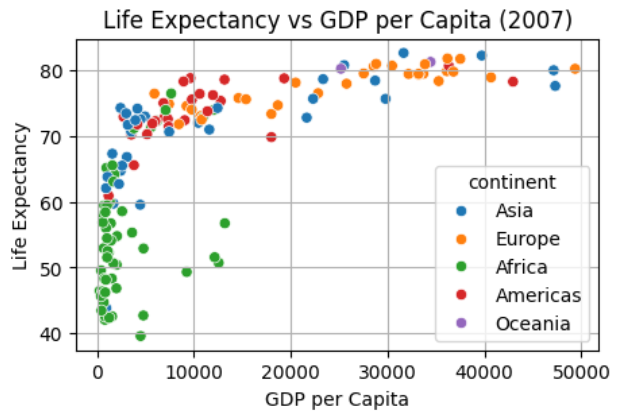 Life Expectancy vs GDP per Capita (2007)
Life Expectancy
80
70
60
50
40
continent
Asia
Europe
Africa
Americas
Oceania
0 10000 20000 30000 40000 50000
GDP per Capita